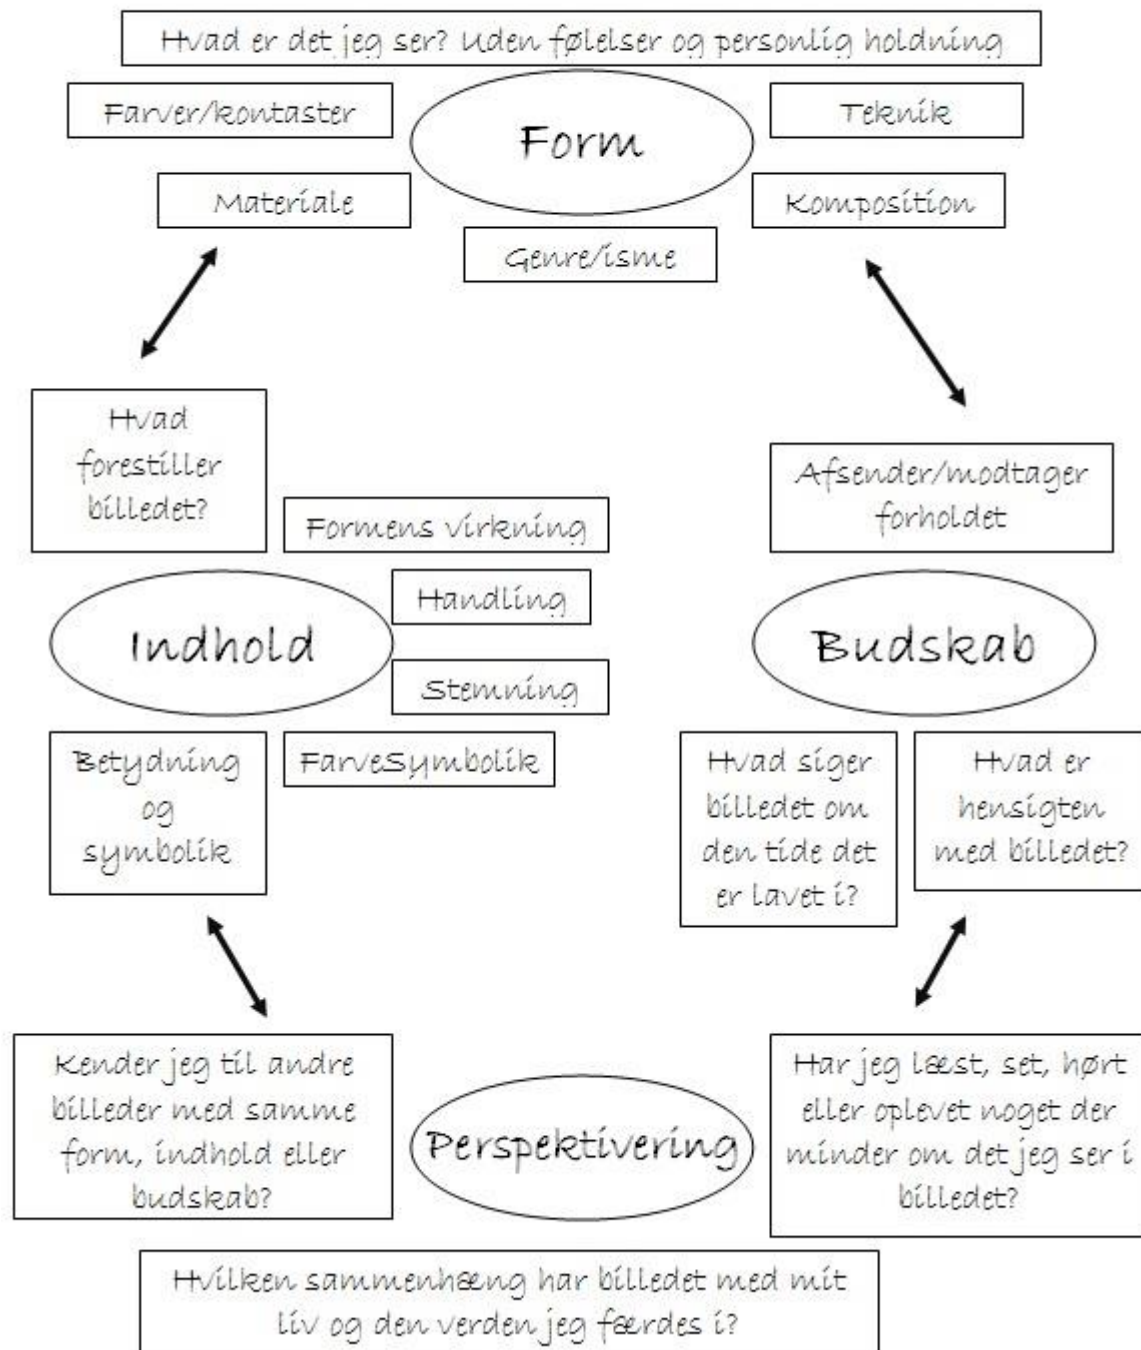 Hvad er det jeg ser? Uden følelser og personlig holdning
Farver/kontaster
Form
Teknik
Materiale
Komposition
Genre/isme
Hvad
forestiller
billedet?
Formens virkning
Handling
Indhold
Stemning
FarveSymbolik
Betydning
og
symbolik
Afsender/modtager
forholdet
Budskab
Hvad siger
billedet om
den tide det
er lavet i?
Hvad er
hensigten
med billedet?
Kender jeg til andre
billeder med samme
form, indhold eller
budskab?
Perspektivering
Har jeg læst, set, hørt
eller oplevet noget der
minder om det jeg ser i
billedet?
Hvilken sammenhæng har billedet med mit
liv og den verden jeg færdes i?